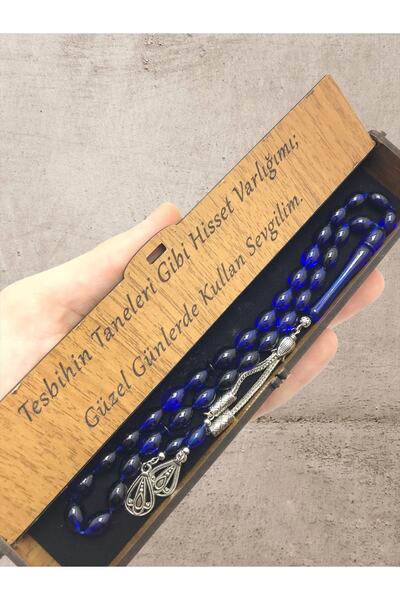 Tesbihin Taneleri Gibi Hisset Varlığımı;
Güzel Günlerde Kullan Sevgilim.